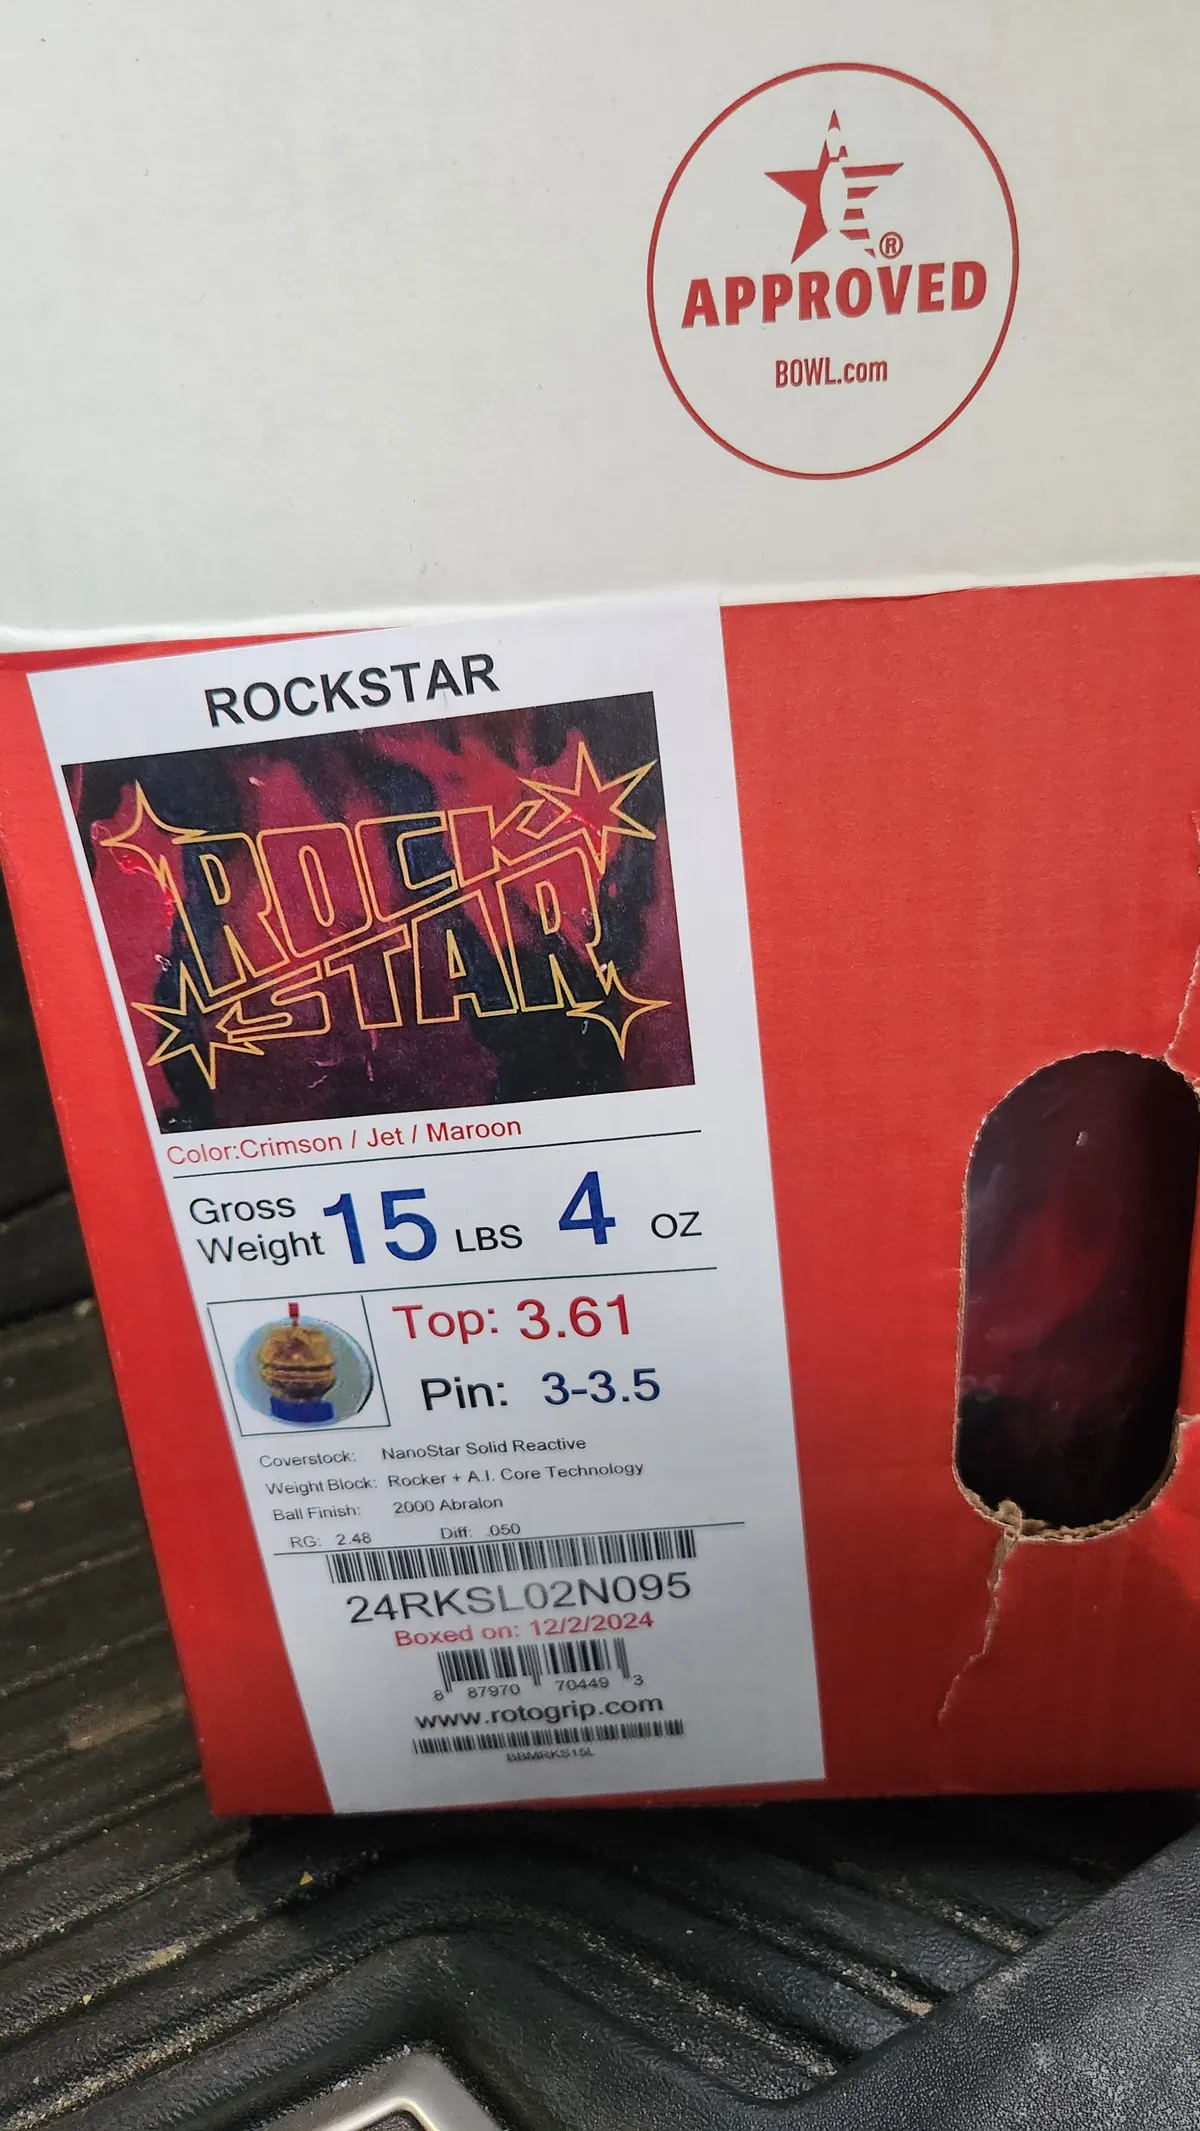 ®
APPROVED
BOWL.com
ROCKSTAR
ROCK
STAR
Color:Crimson / Jet / Maroon
Gross Weight 15 LBS 4 OZ
Top: 3.61
Pin: 3-3.5
Coverstock: NanoStar Solid Reactive
Weight Block: Rocker + A.I. Core Technology
Ball Finish: 2000 Abralon
RG: 2.48 Diff: .050
24RKSL02N095
Boxed on: 12/2/2024
8 87970 70449 3
www.rotogrip.com
BBMRKS15L